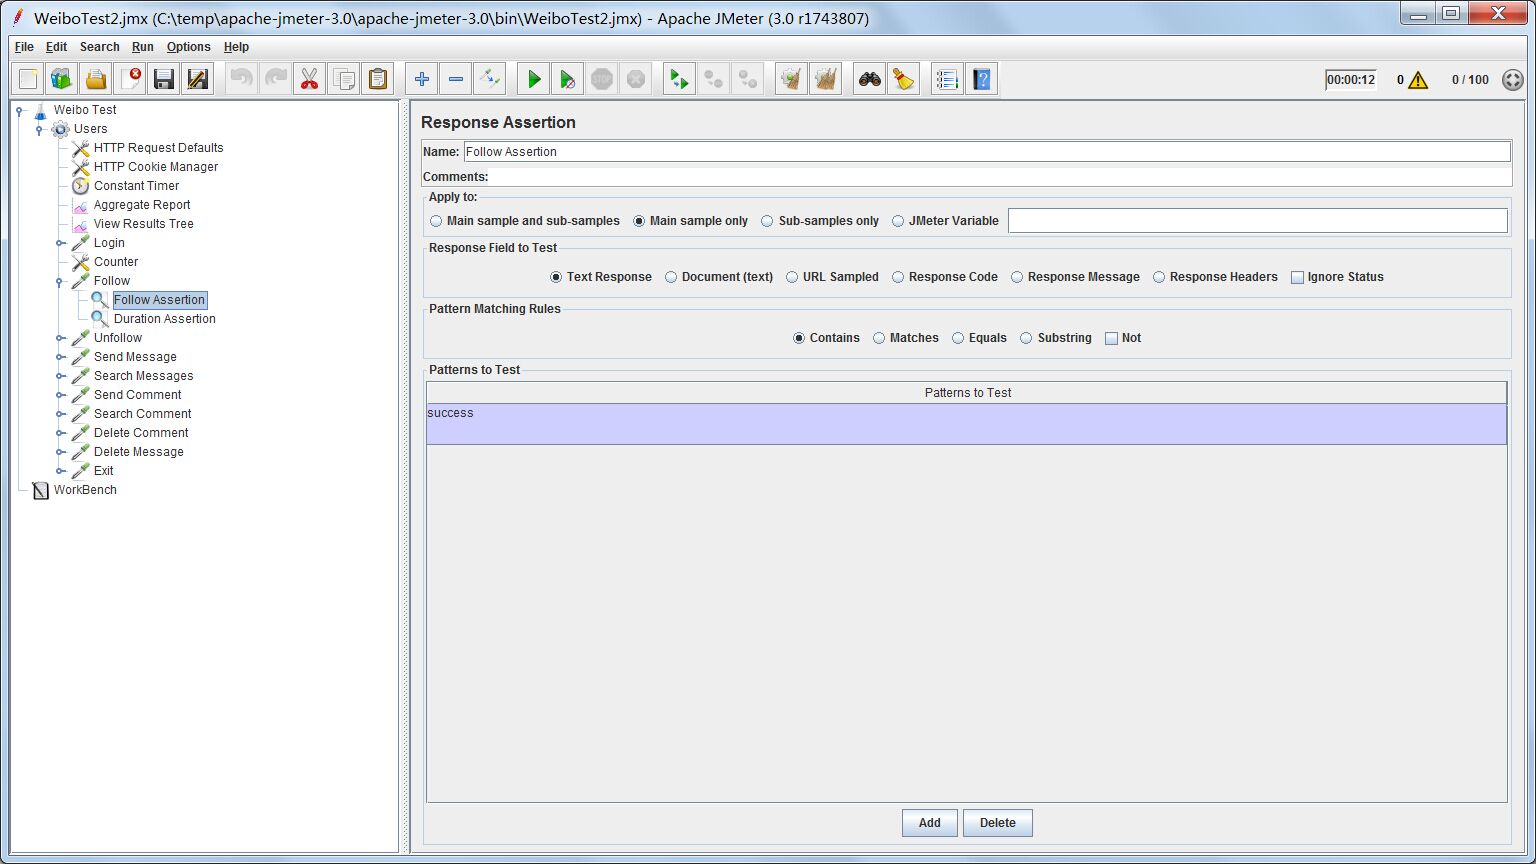 WeiboTest2.jmx (C:\temp\apache-jmeter-3.0\apache-jmeter-3.0\bin\WeiboTest2.jmx) - Apache JMeter (3.0 r1743807)
File Edit Search Run Options Help
STOP
00:00:12 0 0 / 100
Weibo Test
Users
HTTP Request Defaults
HTTP Cookie Manager
Constant Timer
Aggregate Report
View Results Tree
Login
Counter
Follow
Follow Assertion
Duration Assertion
Unfollow
Send Message
Search Messages
Send Comment
Search Comment
Delete Comment
Delete Message
Exit
WorkBench
Response Assertion
Name: Follow Assertion
Comments:
Apply to:
Main sample and sub-samples Main sample only Sub-samples only JMeter Variable
Response Field to Test
Text Response Document (text) URL Sampled Response Code Response Message Response Headers Ignore Status
Pattern Matching Rules
Contains Matches Equals Substring Not
Patterns to Test
Patterns to Test
success
Add Delete